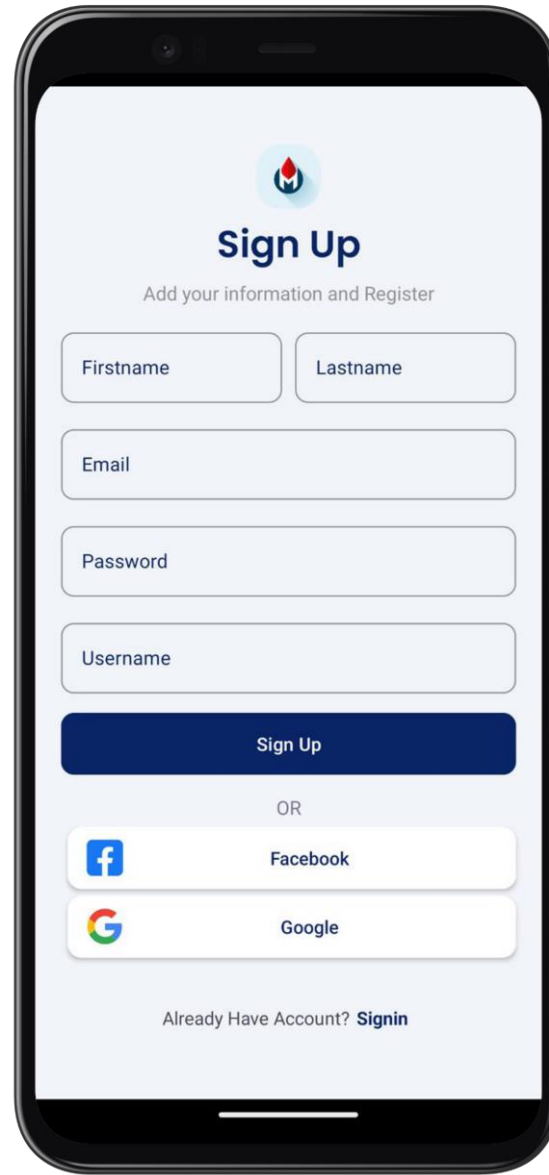 M
Sign Up
Add your information and Register
Firstname Lastname
Email
Password
Username
Sign Up
OR
Facebook
Google
Already Have Account? Signin